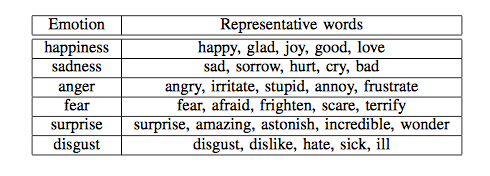 Emotion Representative words
happiness happy, glad, joy, good, love
sadness sad, sorrow, hurt, cry, bad
anger angry, irritate, stupid, annoy, frustrate
fear fear, afraid, frighten, scare, terrify
surprise surprise, amazing, astonish, incredible, wonder
disgust disgust, dislike, hate, sick, ill